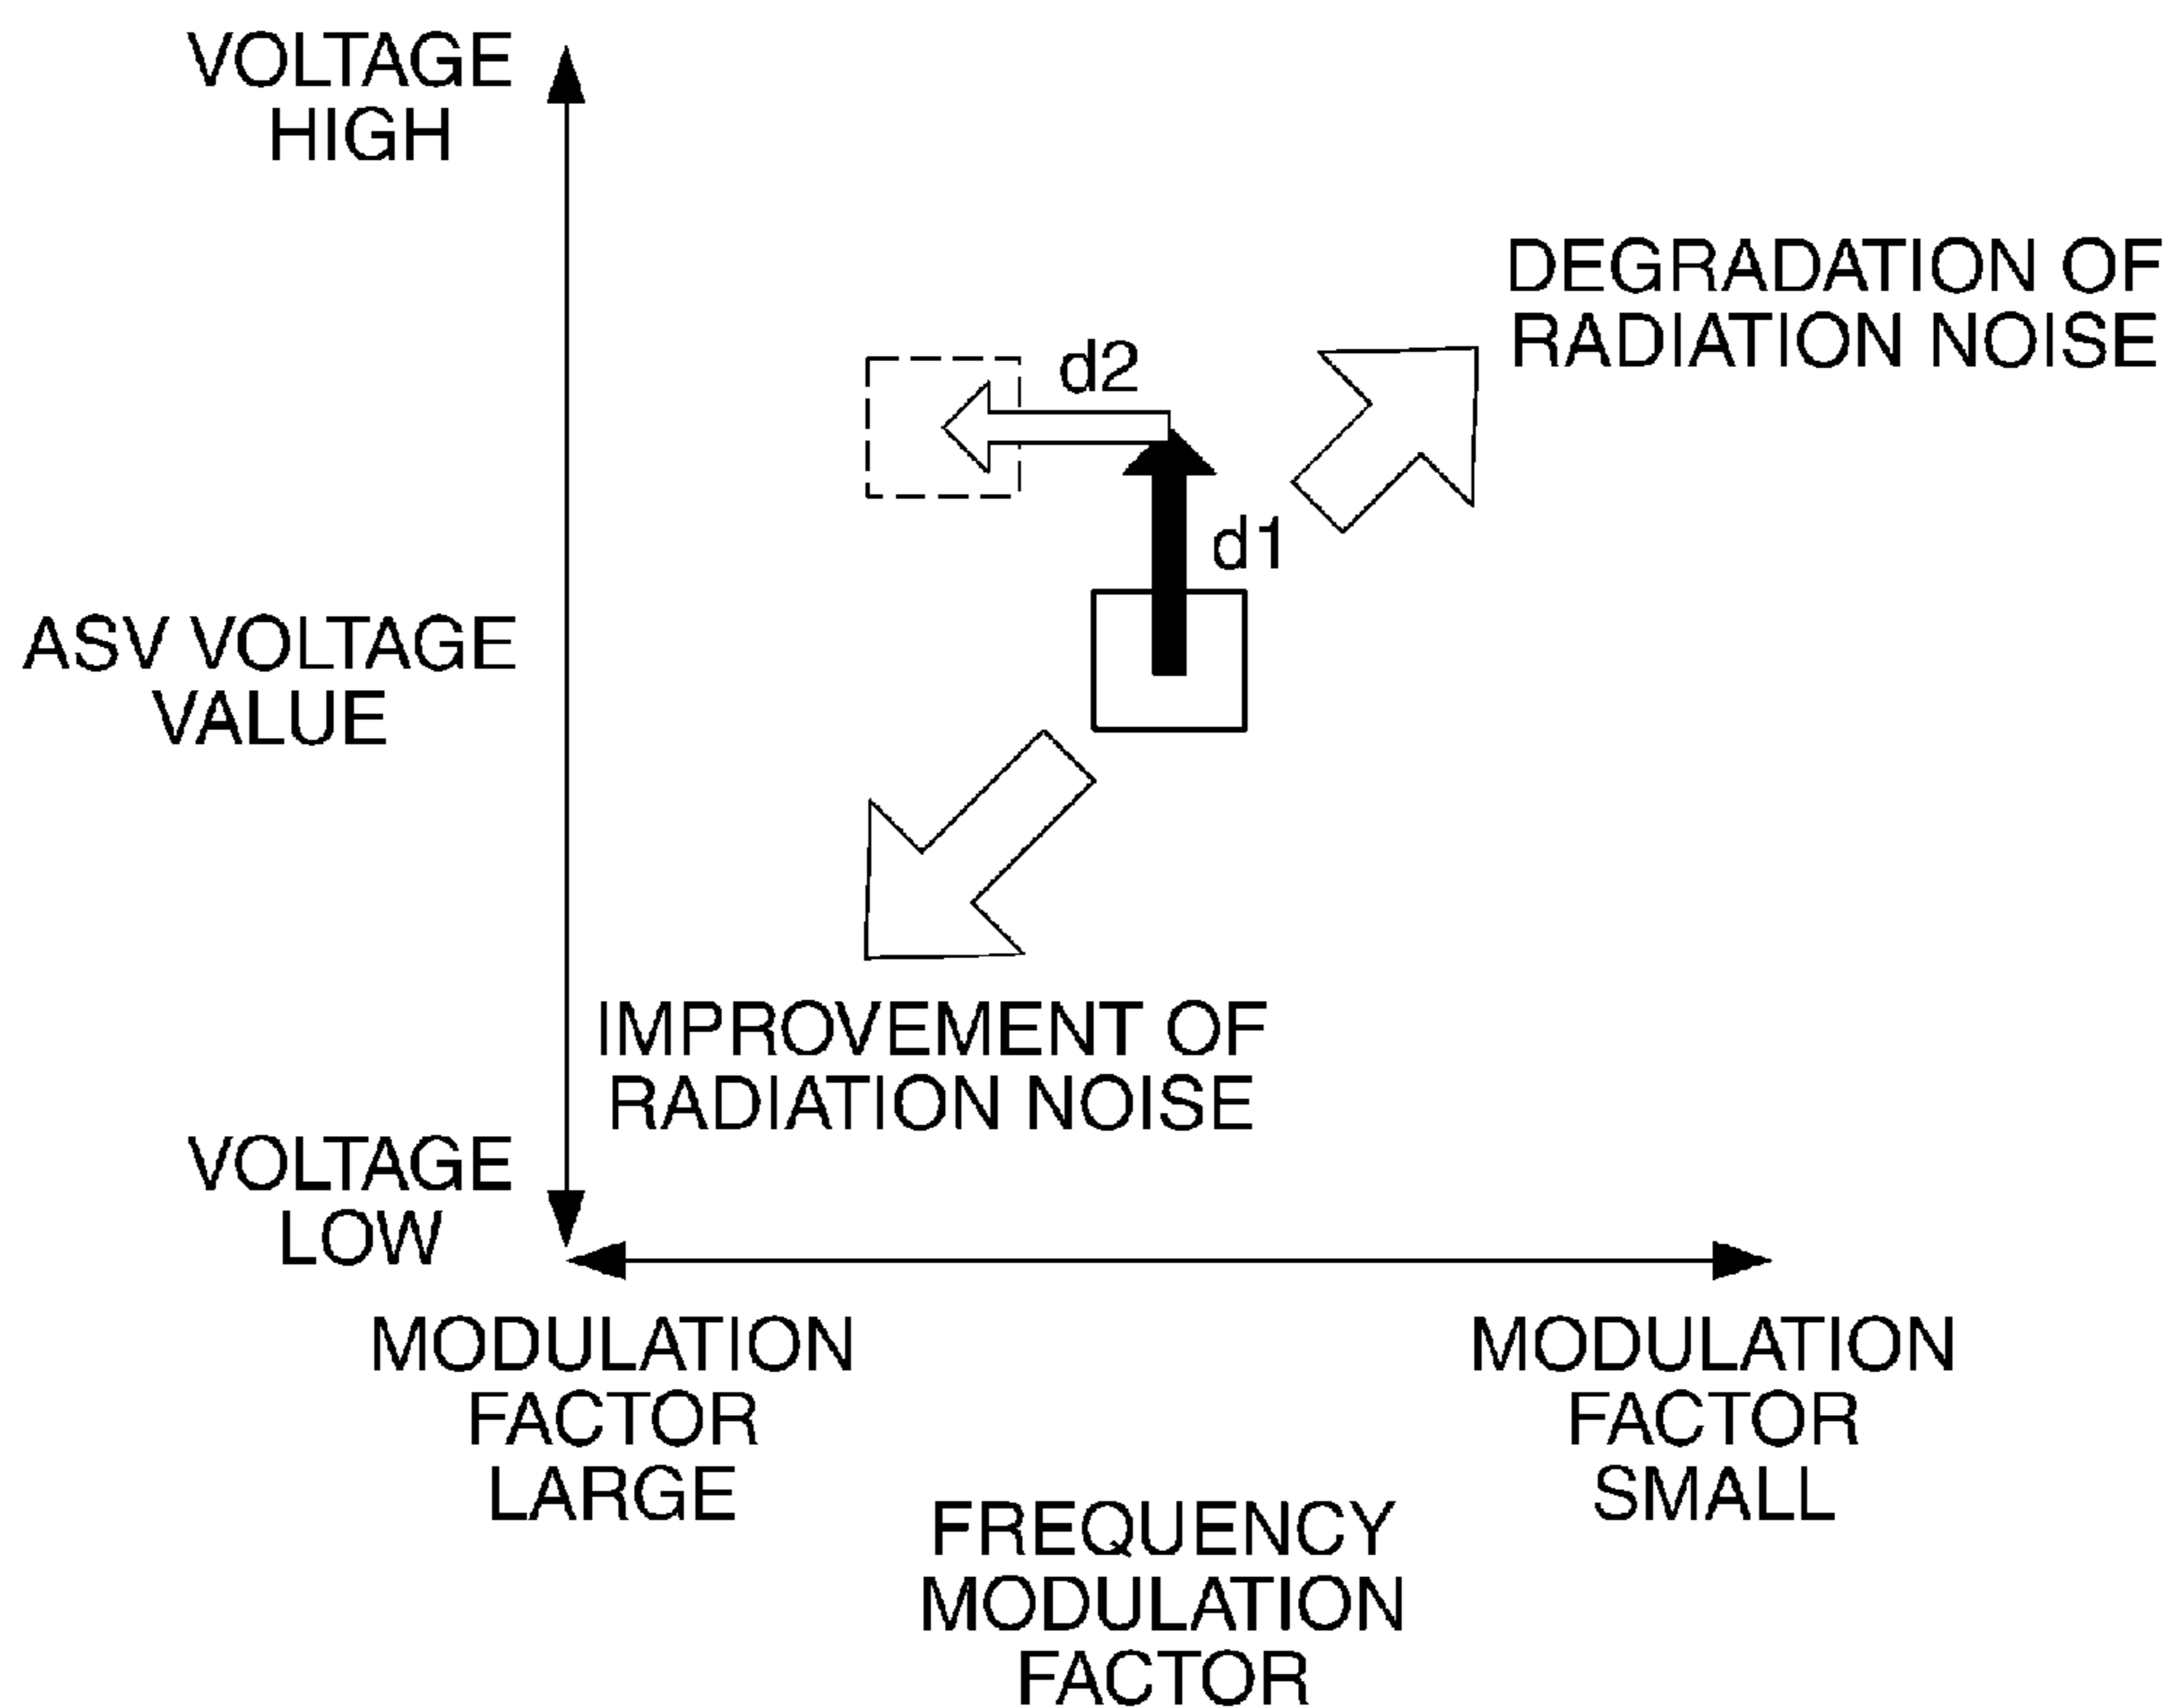 VOLTAGE
HIGH
DEGRADATION OF
RADIATION NOISE
d2
d1
ASV VOLTAGE
VALUE
IMPROVEMENT OF
RADIATION NOISE
VOLTAGE
LOW
MODULATION
FACTOR
LARGE
MODULATION
FACTOR
SMALL
FREQUENCY
MODULATION
FACTOR